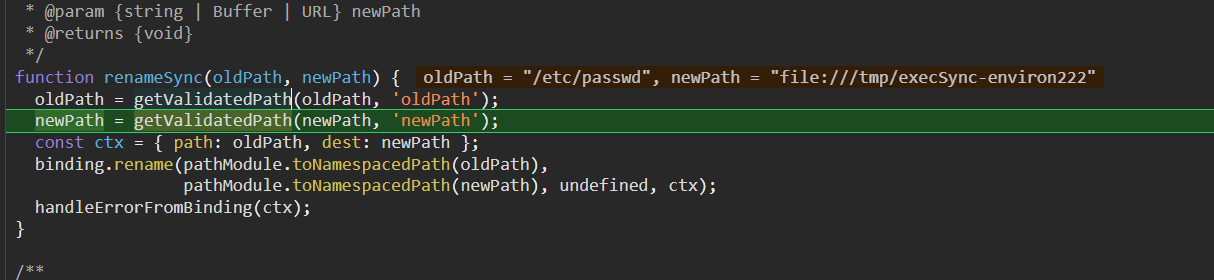 * @param {string | Buffer | URL} newPath
* @returns {void}
*/
function renameSync(oldPath, newPath) { oldPath = "/etc/passwd", newPath = "file:///tmp/execSync-environ222"
oldPath = getValidatedPath(oldPath, 'oldPath');
newPath = getValidatedPath(newPath, 'newPath');
const ctx = { path: oldPath, dest: newPath };
binding.rename(pathModule.toNamespacedPath(oldPath),
pathModule.toNamespacedPath(newPath), undefined, ctx);
handleErrorFromBinding(ctx);
}
/**